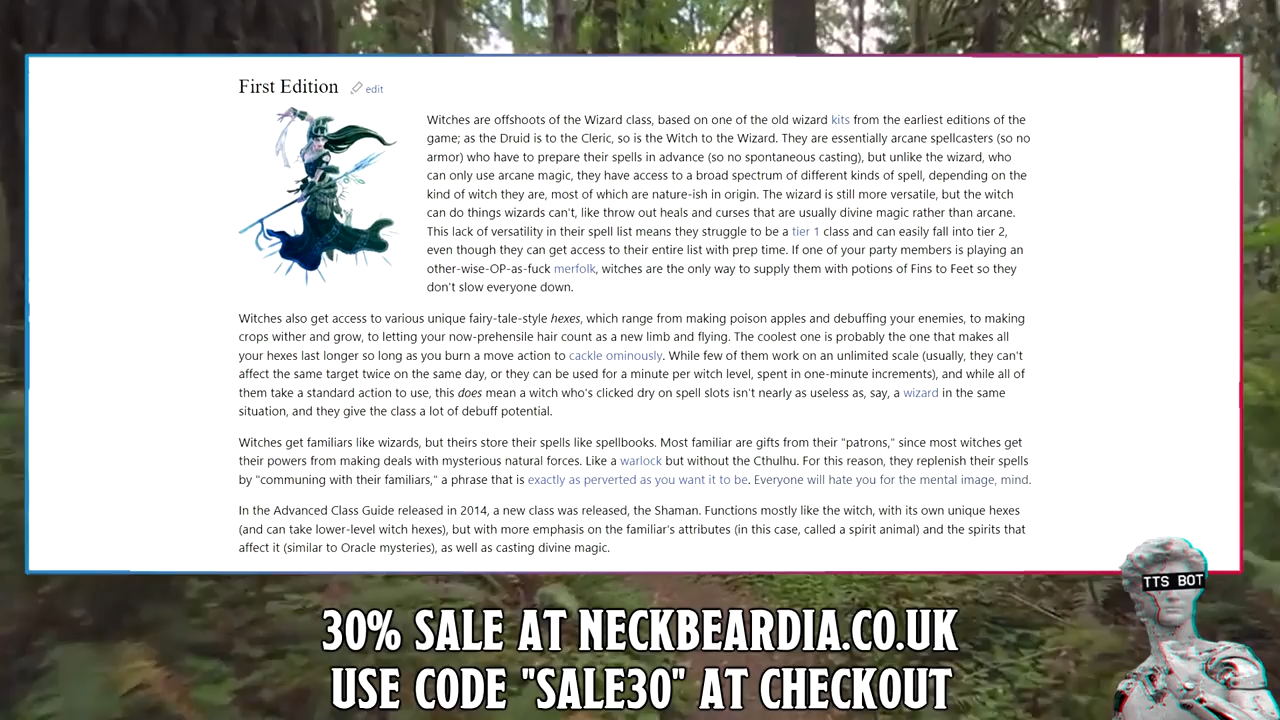 First Edition edit
Witches are offshoots of the Wizard class, based on one of the old wizard kits from the earliest editions of the
game; as the Druid is to the Cleric, so is the Witch to the Wizard. They are essentially arcane spellcasters (so no
armor) who have to prepare their spells in advance (so no spontaneous casting), but unlike the wizard, who
can only use arcane magic, they have access to a broad spectrum of different kinds of spell, depending on the
kind of witch they are, most of which are nature-ish in origin. The wizard is still more versatile, but the witch
can do things wizards can't, like throw out heals and curses that are usually divine magic rather than arcane.
This lack of versatility in their spell list means they struggle to be a tier 1 class and can easily fall into tier 2,
even though they can get access to their entire list with prep time. If one of your party members is playing an
other-wise-OP-as-fuck merfolk, witches are the only way to supply them with potions of Fins to Feet so they
don't slow everyone down.
Witches also get access to various unique fairy-tale-style hexes, which range from making poison apples and debuffing your enemies, to making
crops wither and grow, to letting your now-prehensile hair count as a new limb and flying. The coolest one is probably the one that makes all
your hexes last longer so long as you burn a move action to cackle ominously. While few of them work on an unlimited scale (usually, they can't
affect the same target twice on the same day, or they can be used for a minute per witch level, spent in one-minute increments), and while all of
them take a standard action to use, this does mean a witch who's clicked dry on spell slots isn't nearly as useless as, say, a wizard in the same
situation, and they give the class a lot of debuff potential.
Witches get familiars like wizards, but theirs store their spells like spellbooks. Most familiar are gifts from their "patrons," since most witches get
their powers from making deals with mysterious natural forces. Like a warlock but without the Cthulhu. For this reason, they replenish their spells
by "communing with their familiars," a phrase that is exactly as perverted as you want it to be. Everyone will hate you for the mental image, mind.
In the Advanced Class Guide released in 2014, a new class was released, the Shaman. Functions mostly like the witch, with its own unique hexes
(and can take lower-level witch hexes), but with more emphasis on the familiar's attributes (in this case, called a spirit animal) and the spirits that
affect it (similar to Oracle mysteries), as well as casting divine magic.
TTS BOT
30% SALE AT NECKBEARDIA.CO.UK
USE CODE "SALE30" AT CHECKOUT